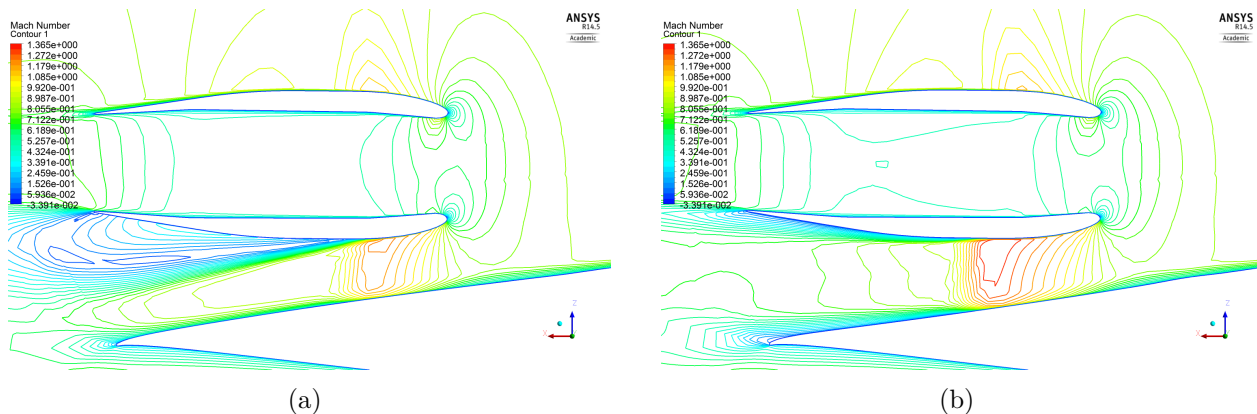 Mach Number
Contour 1
1.365e+000
1.272e+000
1.179e+000
1.085e+000
9.920e-001
8.987e-001
8.055e-001
7.122e-001
6.189e-001
5.257e-001
4.324e-001
3.391e-001
2.459e-001
1.526e-001
5.936e-002
-3.391e-002
ANSYS
R14.5
Academic
Z
X
(a)
Mach Number
Contour 1
1.365e+000
1.272e+000
1.179e+000
1.085e+000
9.920e-001
8.987e-001
8.055e-001
7.122e-001
6.189e-001
5.257e-001
4.324e-001
3.391e-001
2.459e-001
1.526e-001
5.936e-002
-3.391e-002
ANSYS
R14.5
Academic
Z
X
(b)